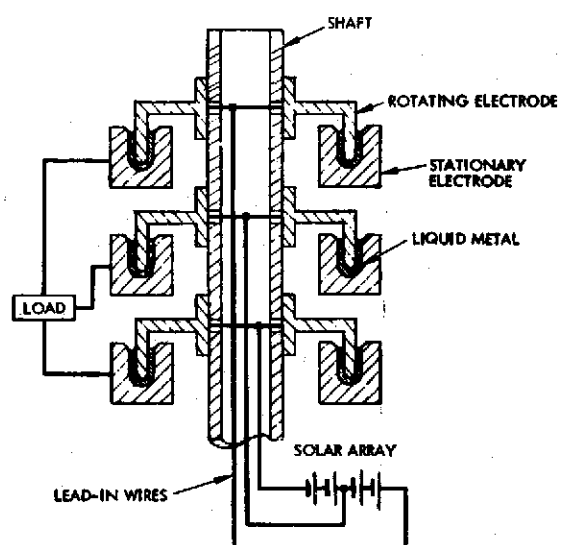 SHAFT
ROTATING ELECTRODE
STATIONARY
ELECTRODE
LIQUID METAL
LOAD
SOLAR ARRAY
LEAD-IN WIRES